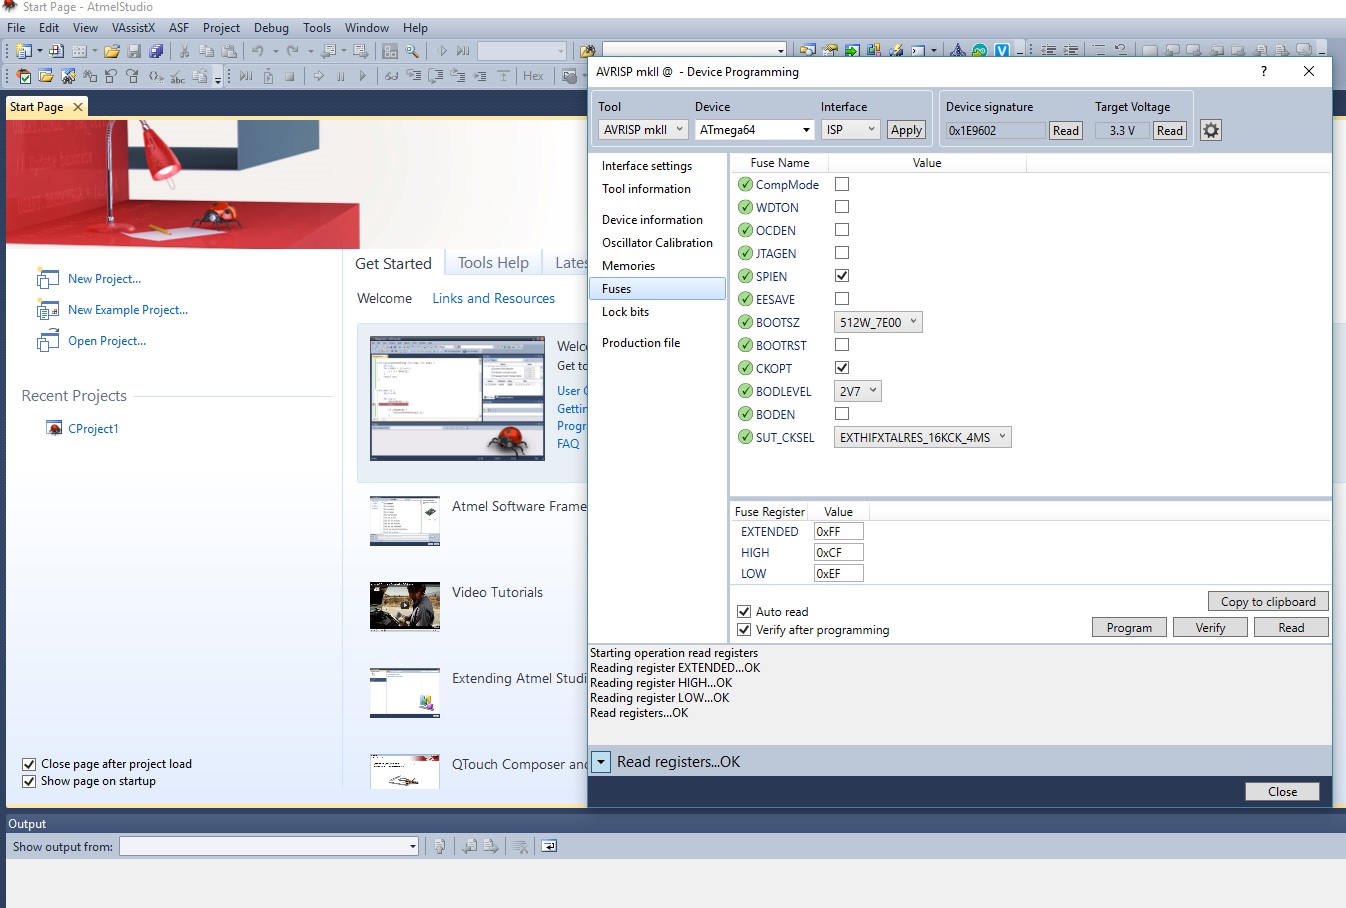 Start Page - AtmelStudio
File Edit View VAssistX ASF Project Debug Tools Window Help
Hex
Start Page
New Project...
New Example Project...
Open Project...
Recent Projects
CProject1
Close page after project load
Show page on startup
Get Started Tools Help
Welcome Links and Resources
Get to
FAQ
Atmel Software Frame
Video Tutorials
Extending Atmel Studi
QTouch Composer an
AVRISP mkII @ - Device Programming
? 
Tool Device Interface Device signature Target Voltage
AVRISP mkII ATmega64 ISP Apply 0x1E9602 Read 3.3 V Read
Interface settings
Tool information
Device information
Oscillator Calibration
Memories
Fuses
Lock bits
Production file
Fuse Name Value
CompMode
WDTON
OCDEN
JTAGEN
SPIEN
EESAVE
BOOTSZ 512W_7E00
BOOTRST
CKOPT
BODLEVEL 2V7
BODEN
SUT_CKSEL EXTHIFXTALRES_16KCK_4MS
Fuse Register Value
EXTENDED 0xFF
HIGH 0xCF
LOW 0xEF
Copy to clipboard
Auto read
Verify after programming
Program Verify Read
Starting operation read registers
Reading register EXTENDED...OK
Reading register HIGH...OK
Reading register LOW...OK
Read registers...OK
Read registers...OK
Close
Output
Show output from: